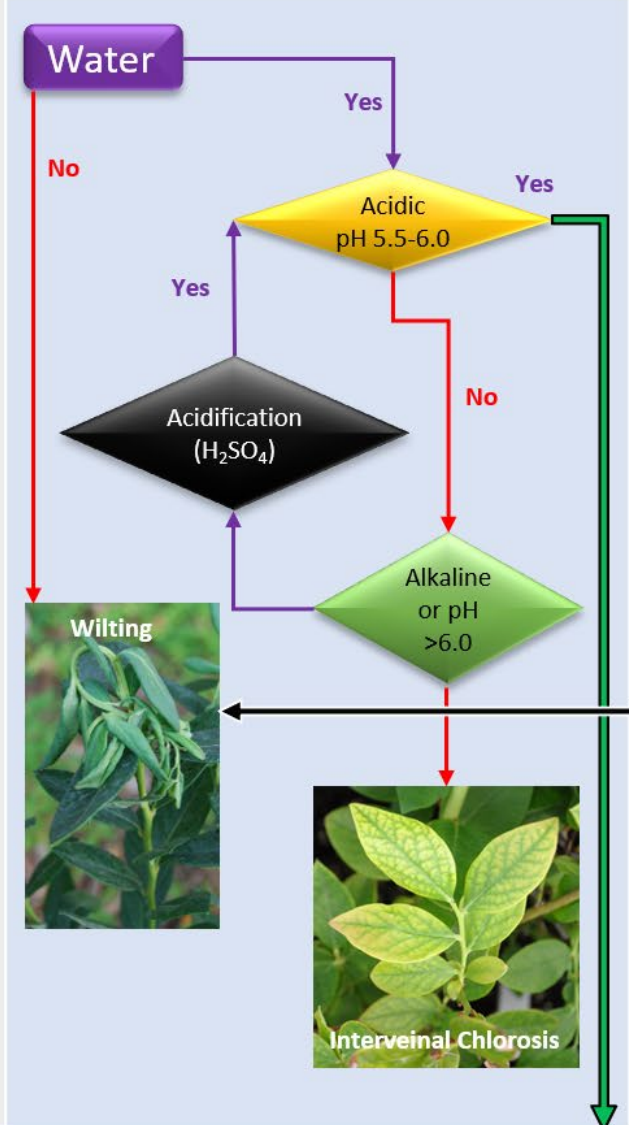 Water
Yes
No
Yes
Acidic
pH 5.5-6.0
Yes
No
Acidification
(H₂SO₄)
Alkaline
or pH
>6.0
Wilting
Interveinal Chlorosis